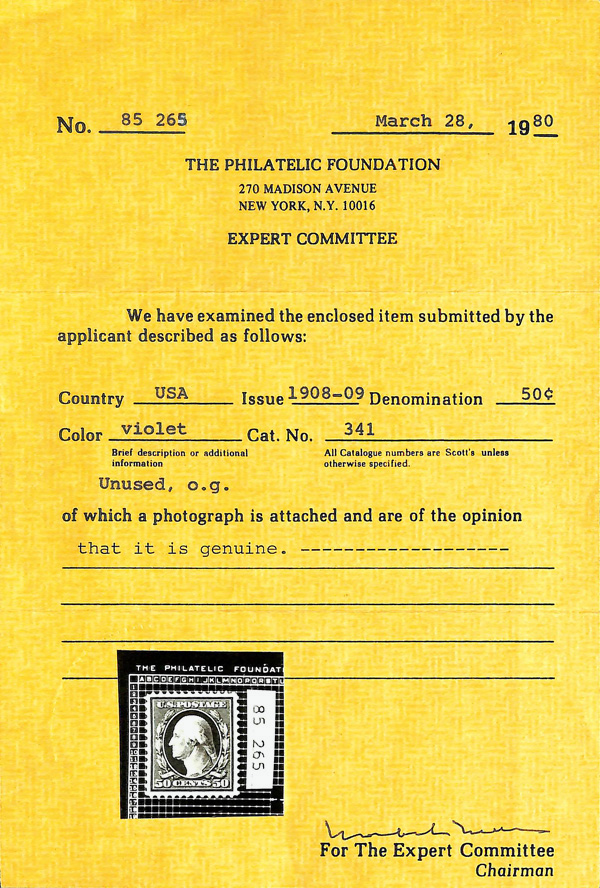 No. 85 265 March 28, 1980
THE PHILATELIC FOUNDATION
270 MADISON AVENUE
NEW YORK, N.Y. 10016
EXPERT COMMITTEE
We have examined the enclosed item submitted by the
applicant described as follows:
Country USA Issue 1908-09 Denomination 50¢
Color violet Cat. No. 341
Brief description or additional information
All Catalogue numbers are Scott's unless otherwise specified.
Unused, o.g.
of which a photograph is attached and are of the opinion
that it is genuine. -------------------
THE PHILATELIC FOUNDAT
ABCDEFGHIJKLMNOPQRSTU
U.S. POSTAGE
85 265
50 CENTS 50
For The Expert Committee
Chairman